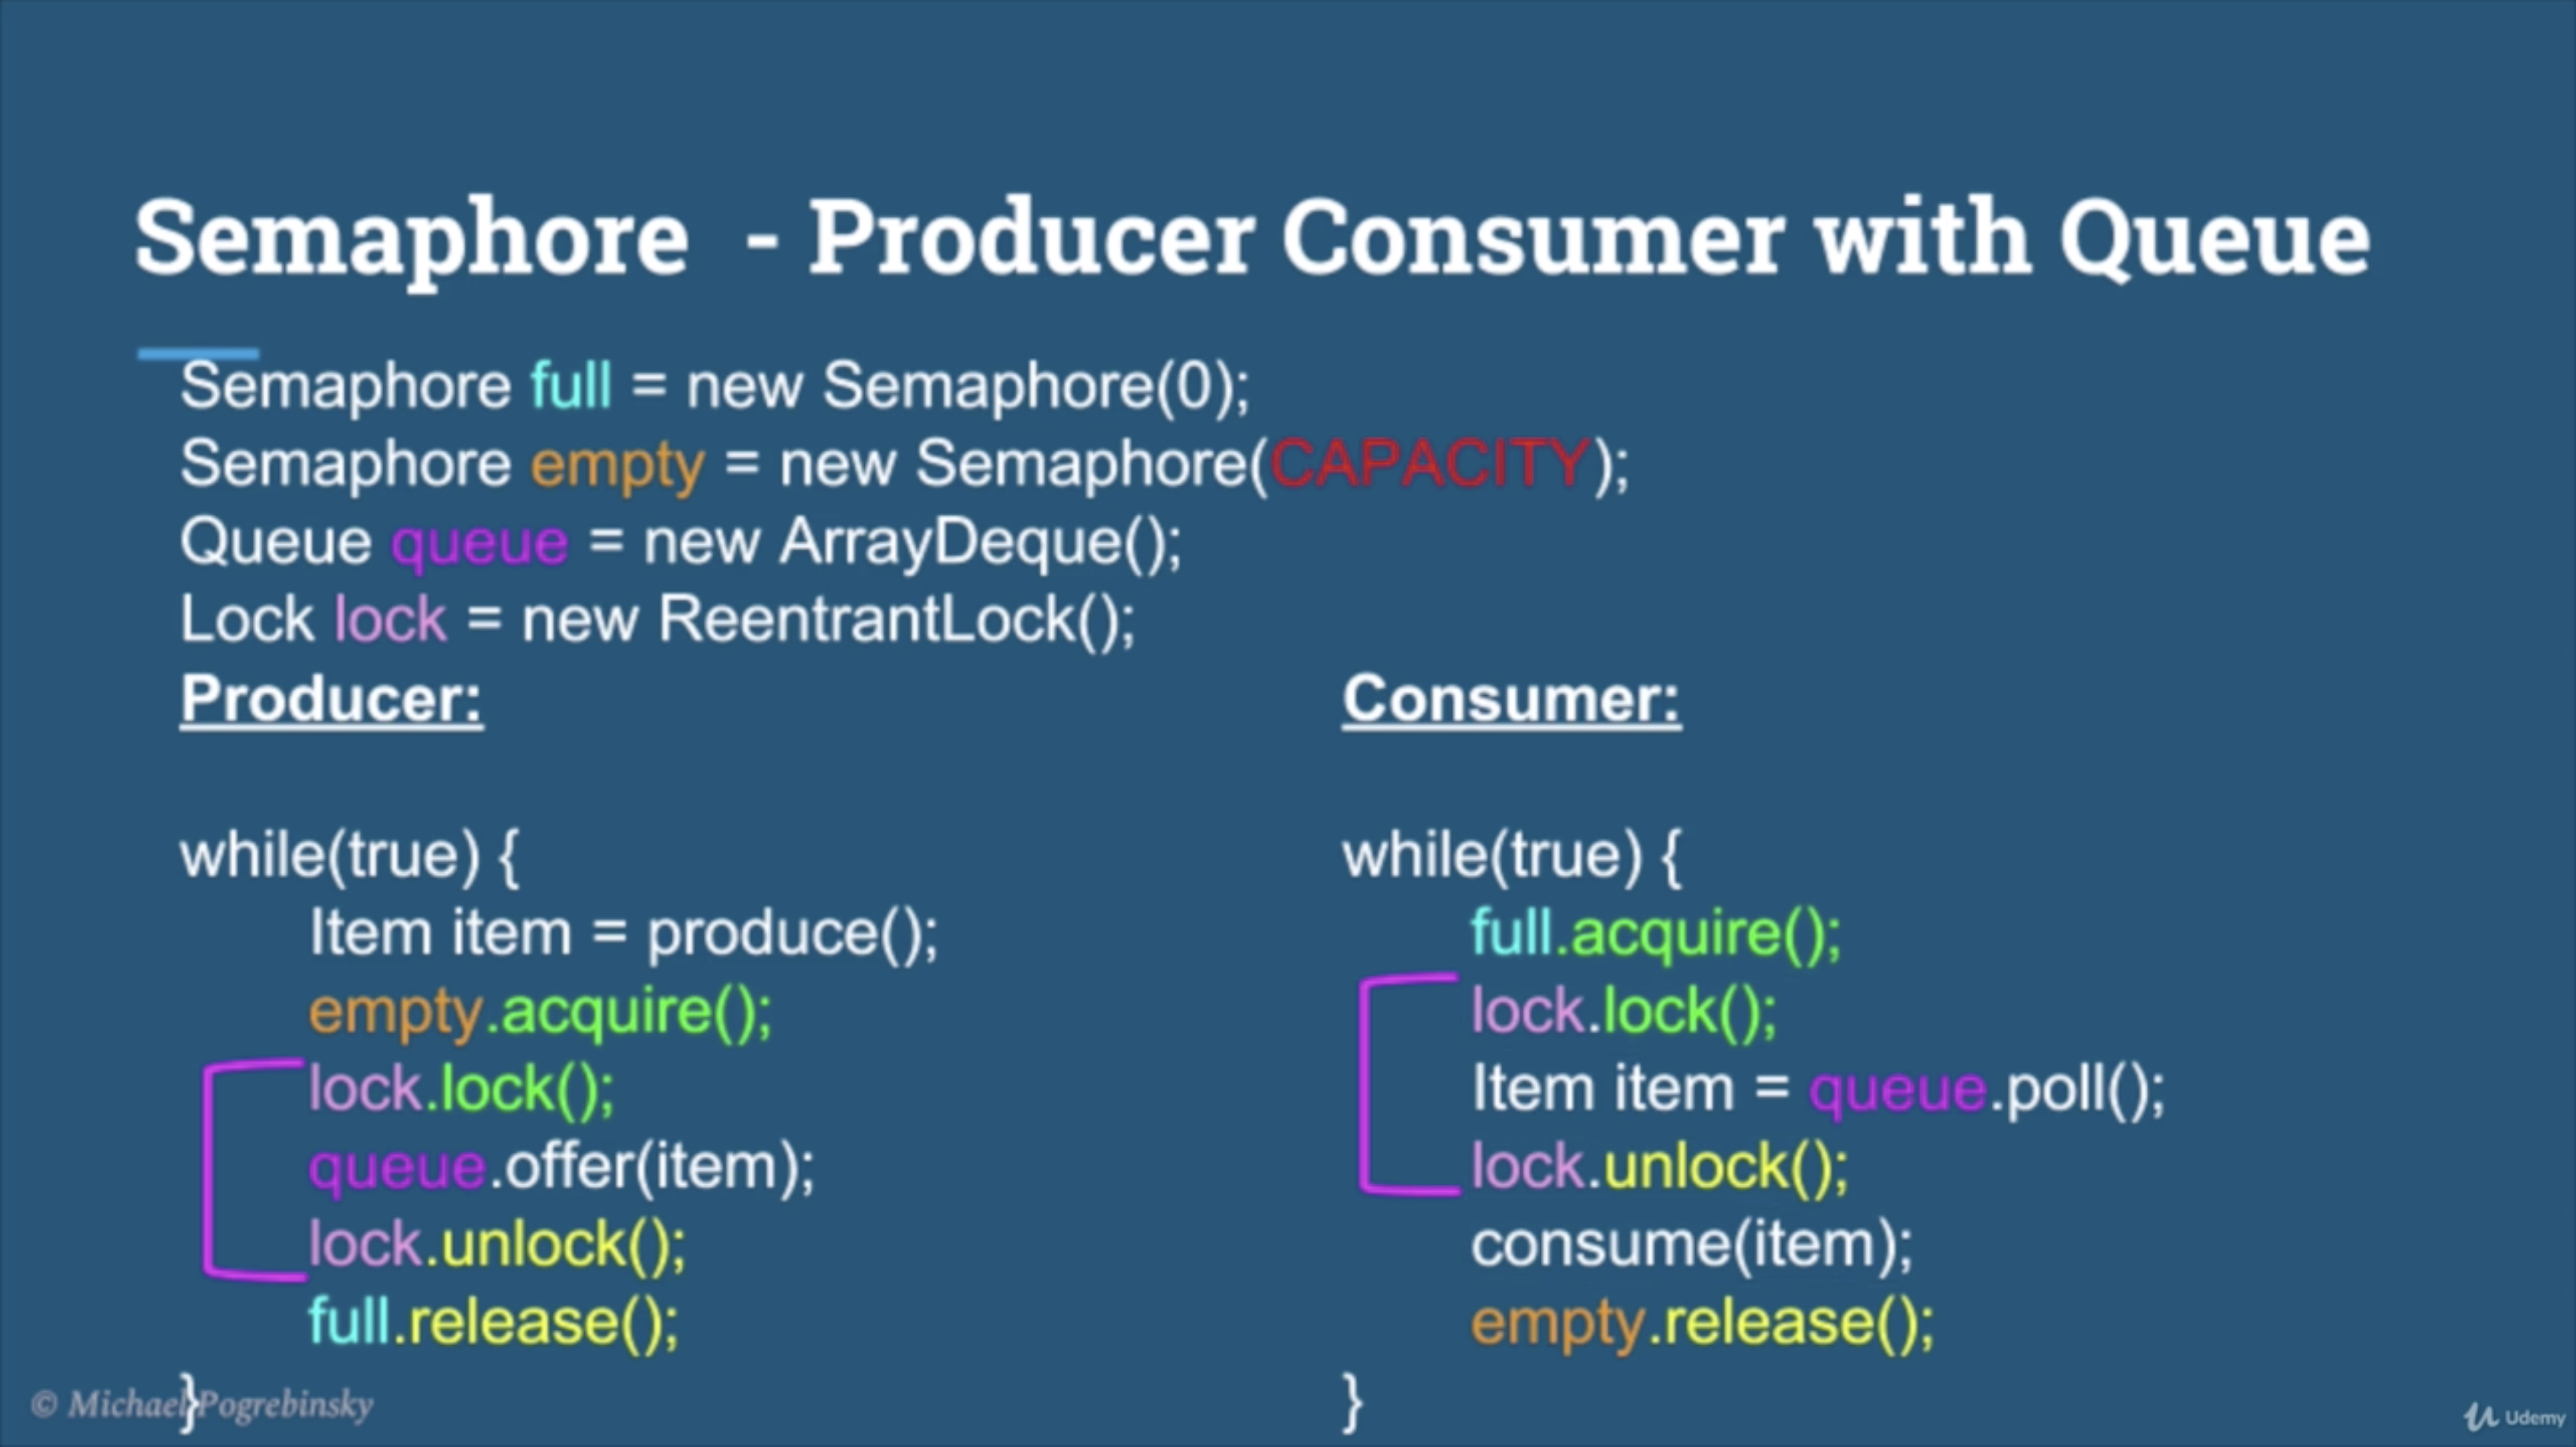 Semaphore - Producer Consumer with Queue
Semaphore full = new Semaphore(0);
Semaphore empty = new Semaphore(CAPACITY);
Queue queue = new ArrayDeque();
Lock lock = new ReentrantLock();
Producer:
while(true) {
Item item = produce();
empty.acquire();
lock.lock();
queue.offer(item);
lock.unlock();
full.release();
}
Consumer:
while(true) {
full.acquire();
lock.lock();
Item item = queue.poll();
lock.unlock();
consume(item);
empty.release();
}
© Michael Pogrebinsky
Udemy